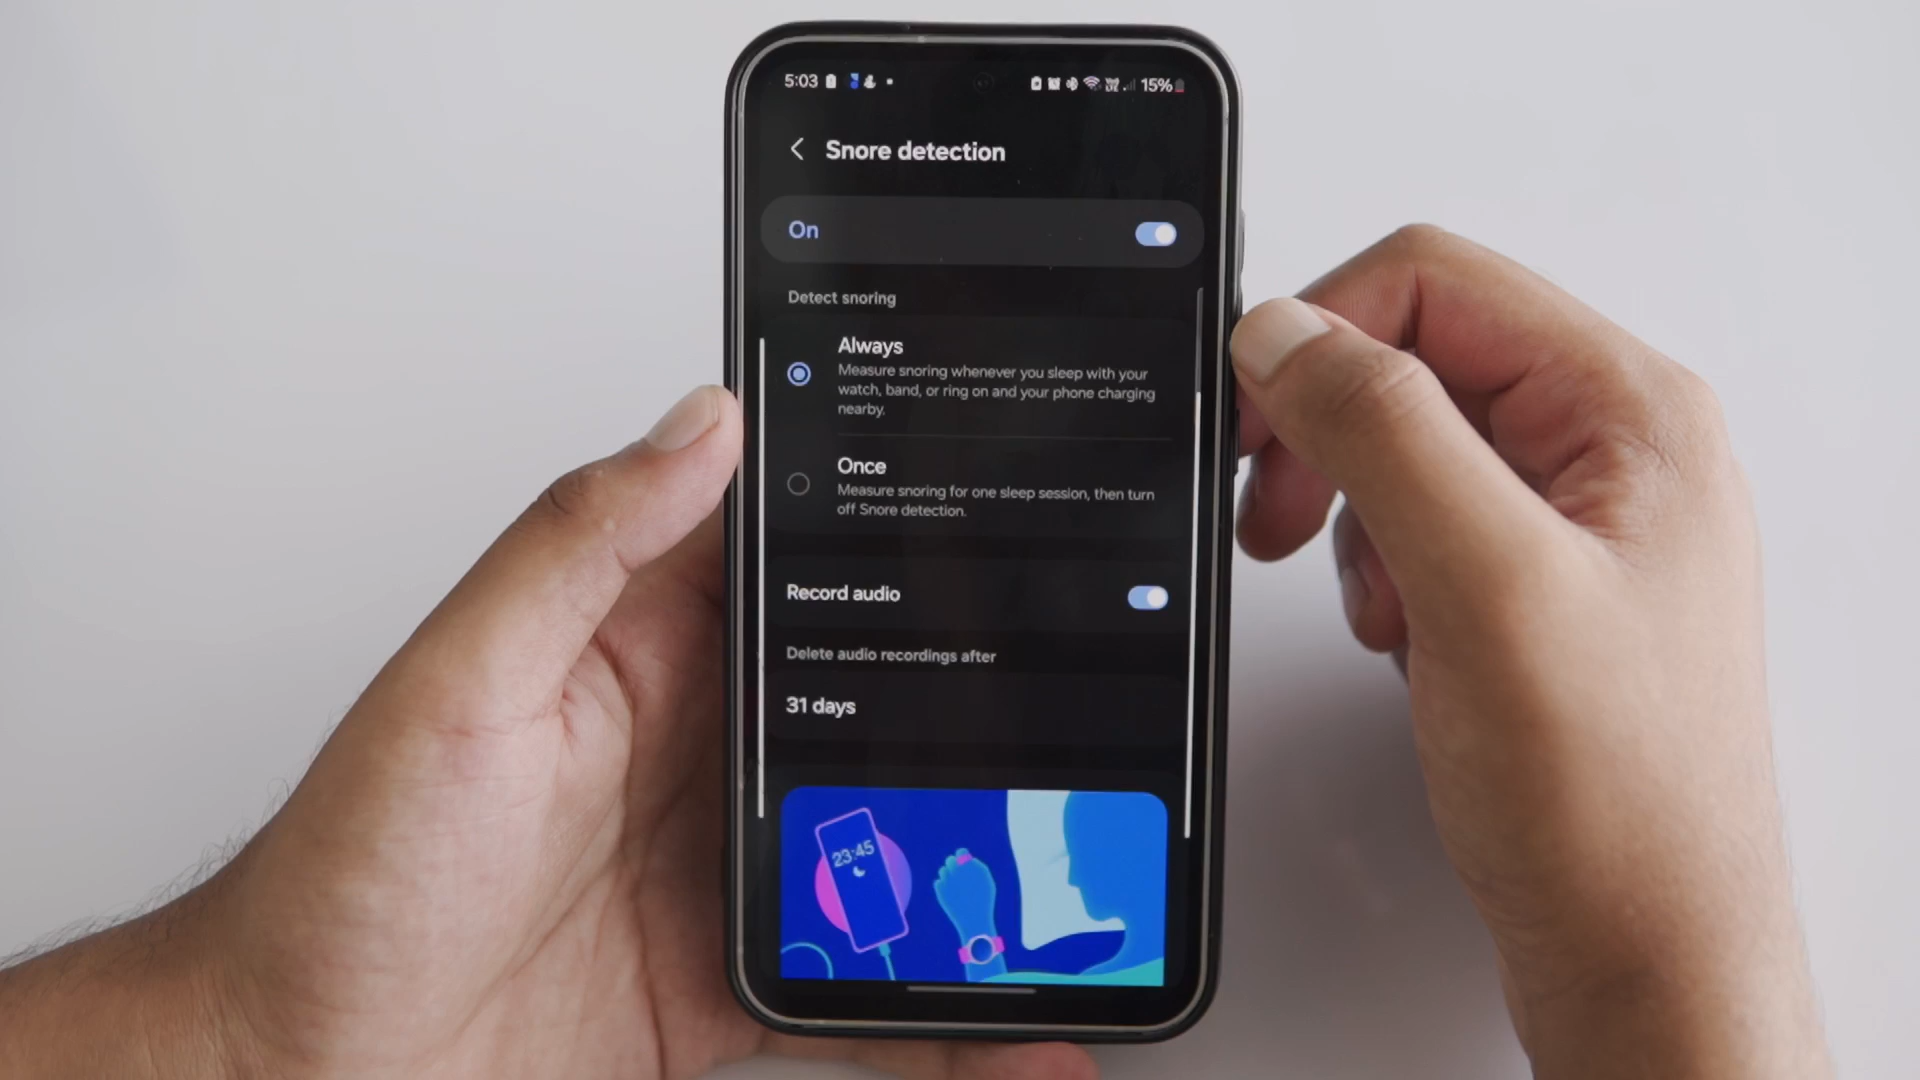 5:03
15%
Snore detection
On
Detect snoring
Always
Measure snoring whenever you sleep with your
watch, band, or ring on and your phone charging
nearby.
Once
Measure snoring for one sleep session, then turn
off Snore detection.
Record audio
Delete audio recordings after
31 days
23:45